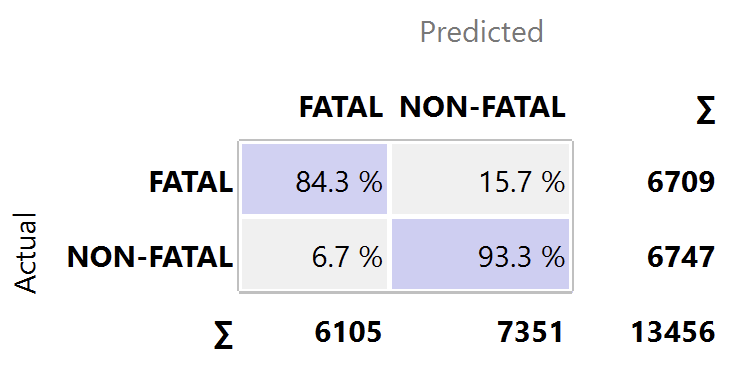 Predicted
FATAL NON-FATAL ∑
FATAL 84.3 % 15.7 % 6709
Actual
NON-FATAL 6.7 % 93.3 % 6747
∑ 6105 7351 13456